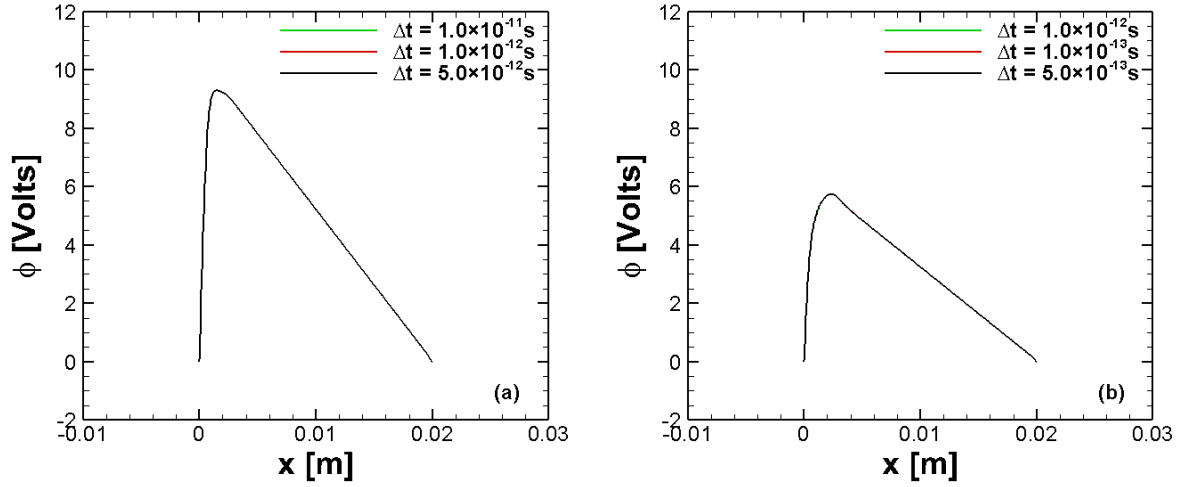 12
10
8
6
4
2
0
-2
ϕ [Volts]
-0.01
0
0.01
0.02
0.03
x [m]
Δt = 1.0×10⁻¹¹s
Δt = 1.0×10⁻¹²s
Δt = 5.0×10⁻¹²s
(a)
12
10
8
6
4
2
0
-2
ϕ [Volts]
-0.01
0
0.01
0.02
0.03
x [m]
Δt = 1.0×10⁻¹²s
Δt = 1.0×10⁻¹³s
Δt = 5.0×10⁻¹³s
(b)